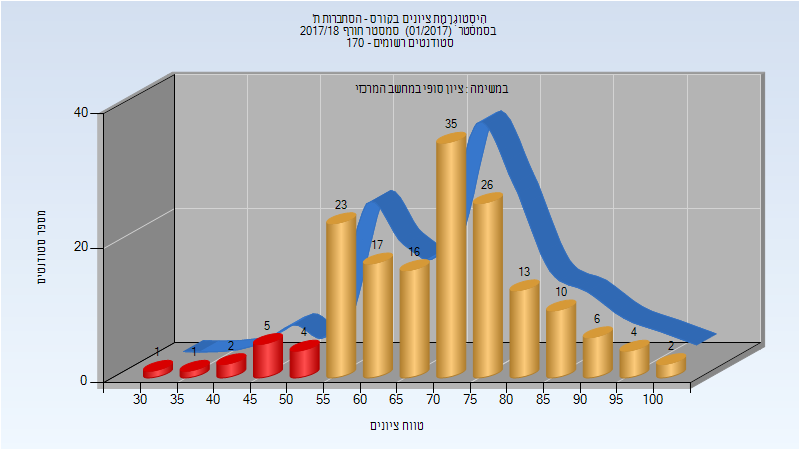 היסטוגרמת ציונים בקורס - הסתברות ת'
בסמסטר (01/2017) סמסטר חורף 2017/18
סטודנטים רשומים - 170
במשימה : ציון סופי במחשב המרכזי
מספר סטודנטים
40
20
0
1
1
2
5
4
23
17
16
35
26
13
10
6
4
2
30 35 40 45 50 55 60 65 70 75 80 85 90 95 100
טווח ציונים